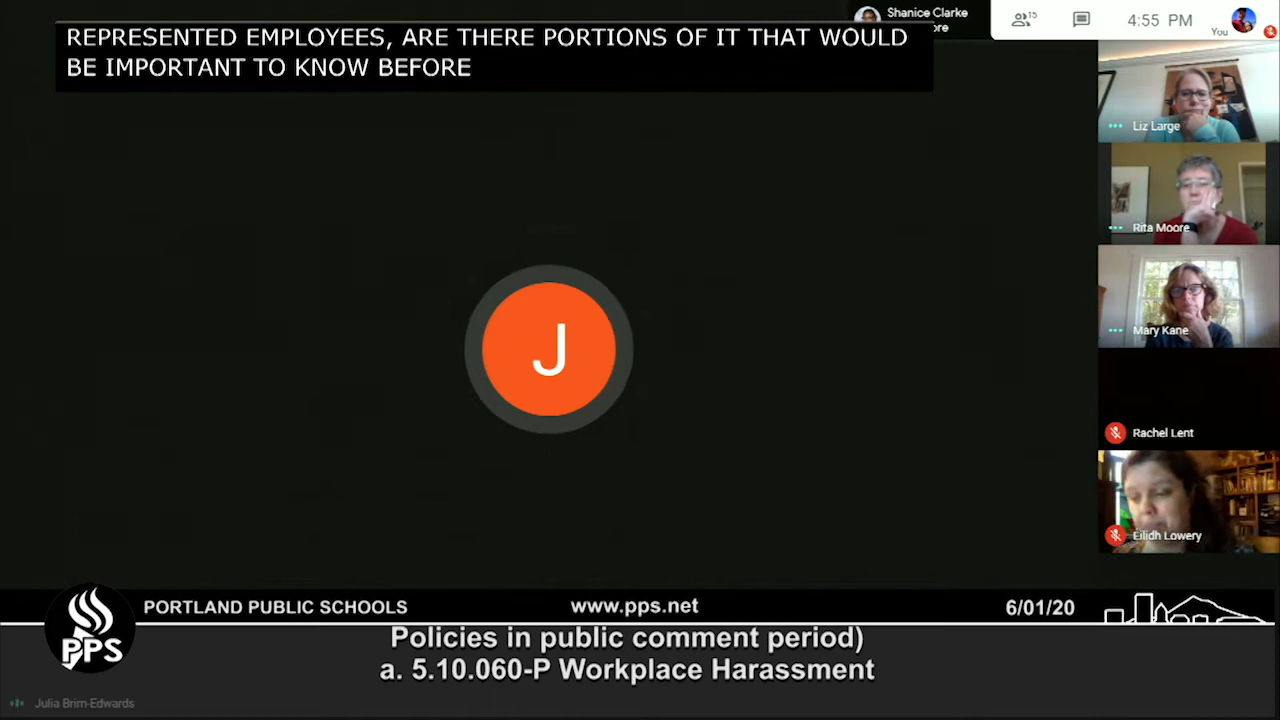 REPRESENTED EMPLOYEES, ARE THERE PORTIONS OF IT THAT WOULD
BE IMPORTANT TO KNOW BEFORE
Shanice Clarke
ore
15
4:55 PM
You
Liz Large
Rita Moore
Mary Kane
Rachel Lent
Eilidh Lowery
J
PPS
PORTLAND PUBLIC SCHOOLS
www.pps.net
6/01/20
Policies in public comment period)
a. 5.10.060-P Workplace Harassment
Julia Brim-Edwards